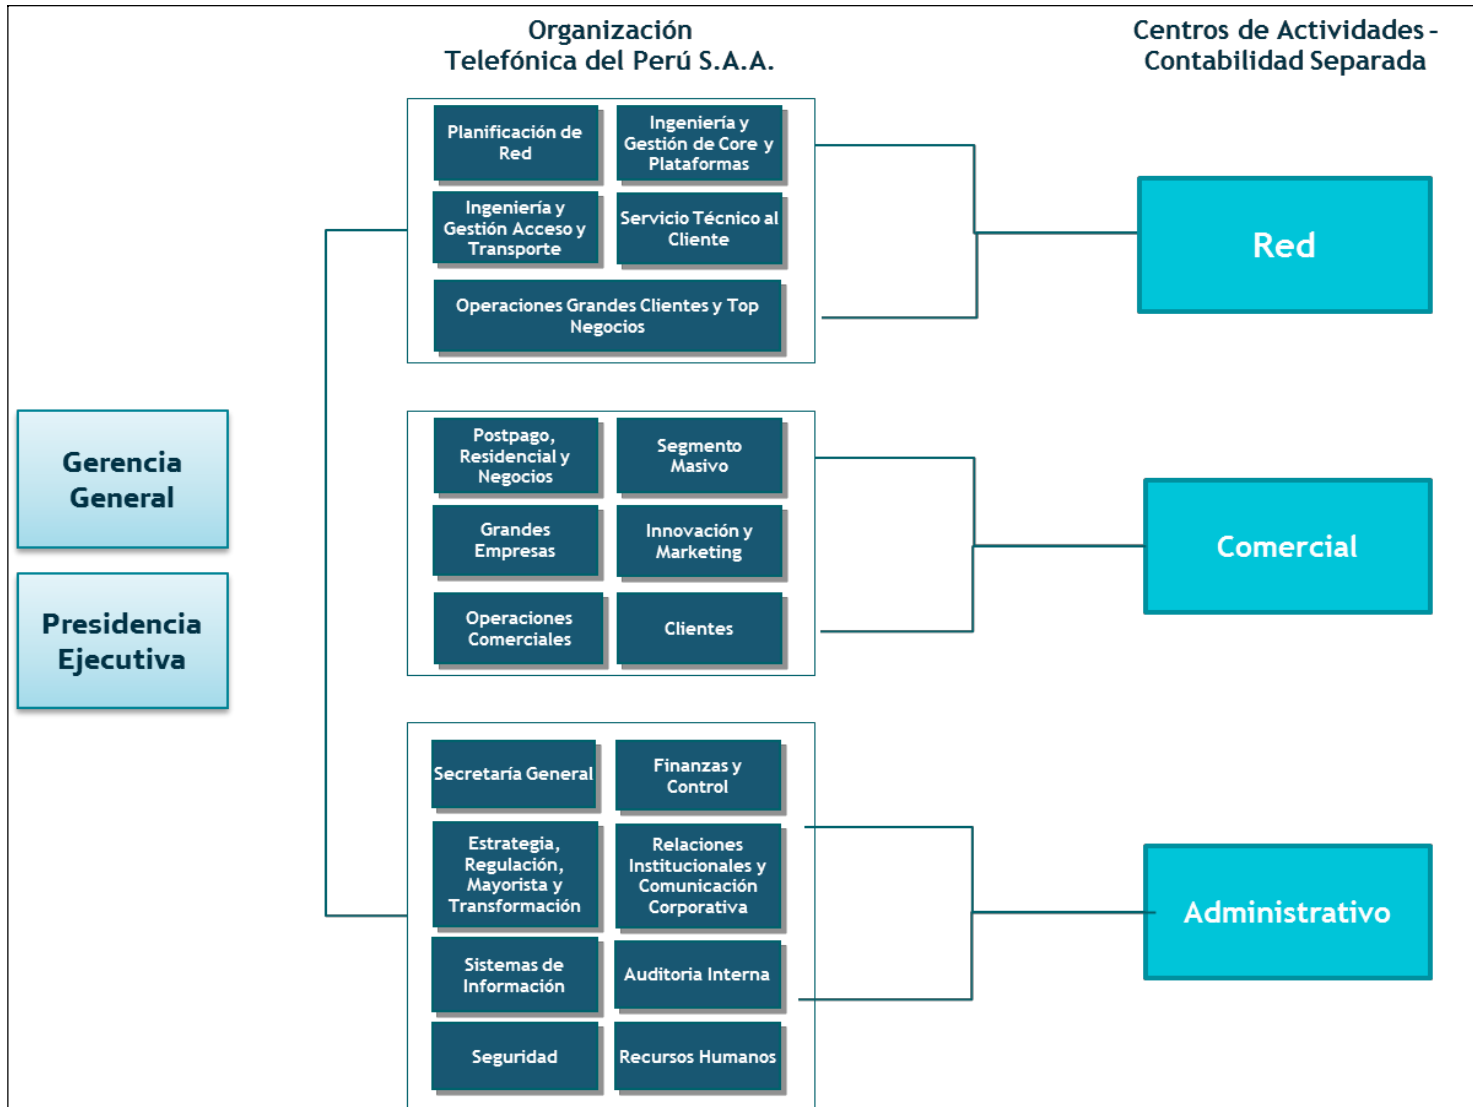 Organización
Telefónica del Perú S.A.A.
Centros de Actividades -
Contabilidad Separada
Planificación de
Red
Ingeniería y
Gestión de Core y
Plataformas
Ingeniería y
Gestión Acceso y
Transporte
Servicio Técnico al
Cliente
Operaciones Grandes Clientes y Top
Negocios
Red
Gerencia
General
Presidencia
Ejecutiva
Postpago,
Residencial y
Negocios
Segmento
Masivo
Grandes
Empresas
Innovación y
Marketing
Operaciones
Comerciales
Clientes
Comercial
Secretaría General
Finanzas y
Control
Estrategia,
Regulación,
Mayorista y
Transformación
Relaciones
Institucionales y
Comunicación
Corporativa
Sistemas de
Información
Auditoria Interna
Seguridad
Recursos Humanos
Administrativo